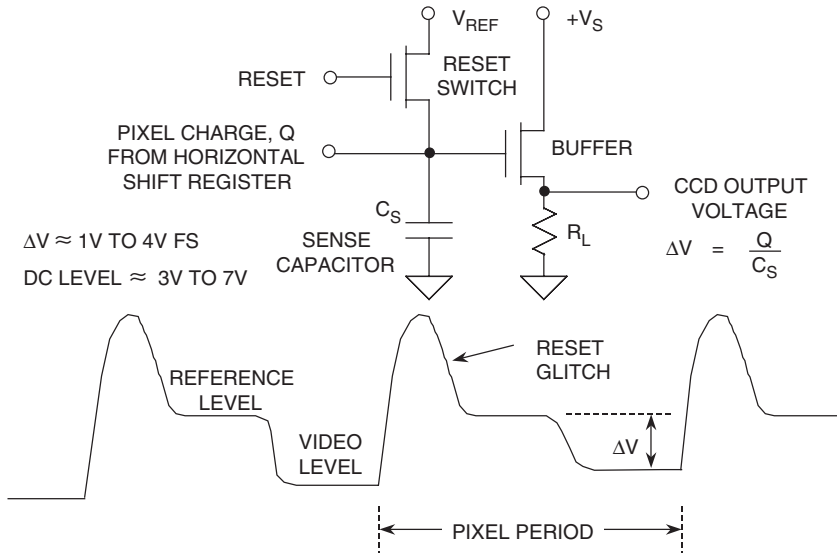 V_REF
+V_S
RESET
RESET
SWITCH
PIXEL CHARGE, Q
FROM HORIZONTAL
SHIFT REGISTER
BUFFER
CCD OUTPUT
VOLTAGE
C_S
SENSE
CAPACITOR
R_L
ΔV = Q
C_S
ΔV ≈ 1V TO 4V FS
DC LEVEL ≈ 3V TO 7V
RESET
GLITCH
REFERENCE
LEVEL
VIDEO
LEVEL
ΔV
PIXEL PERIOD